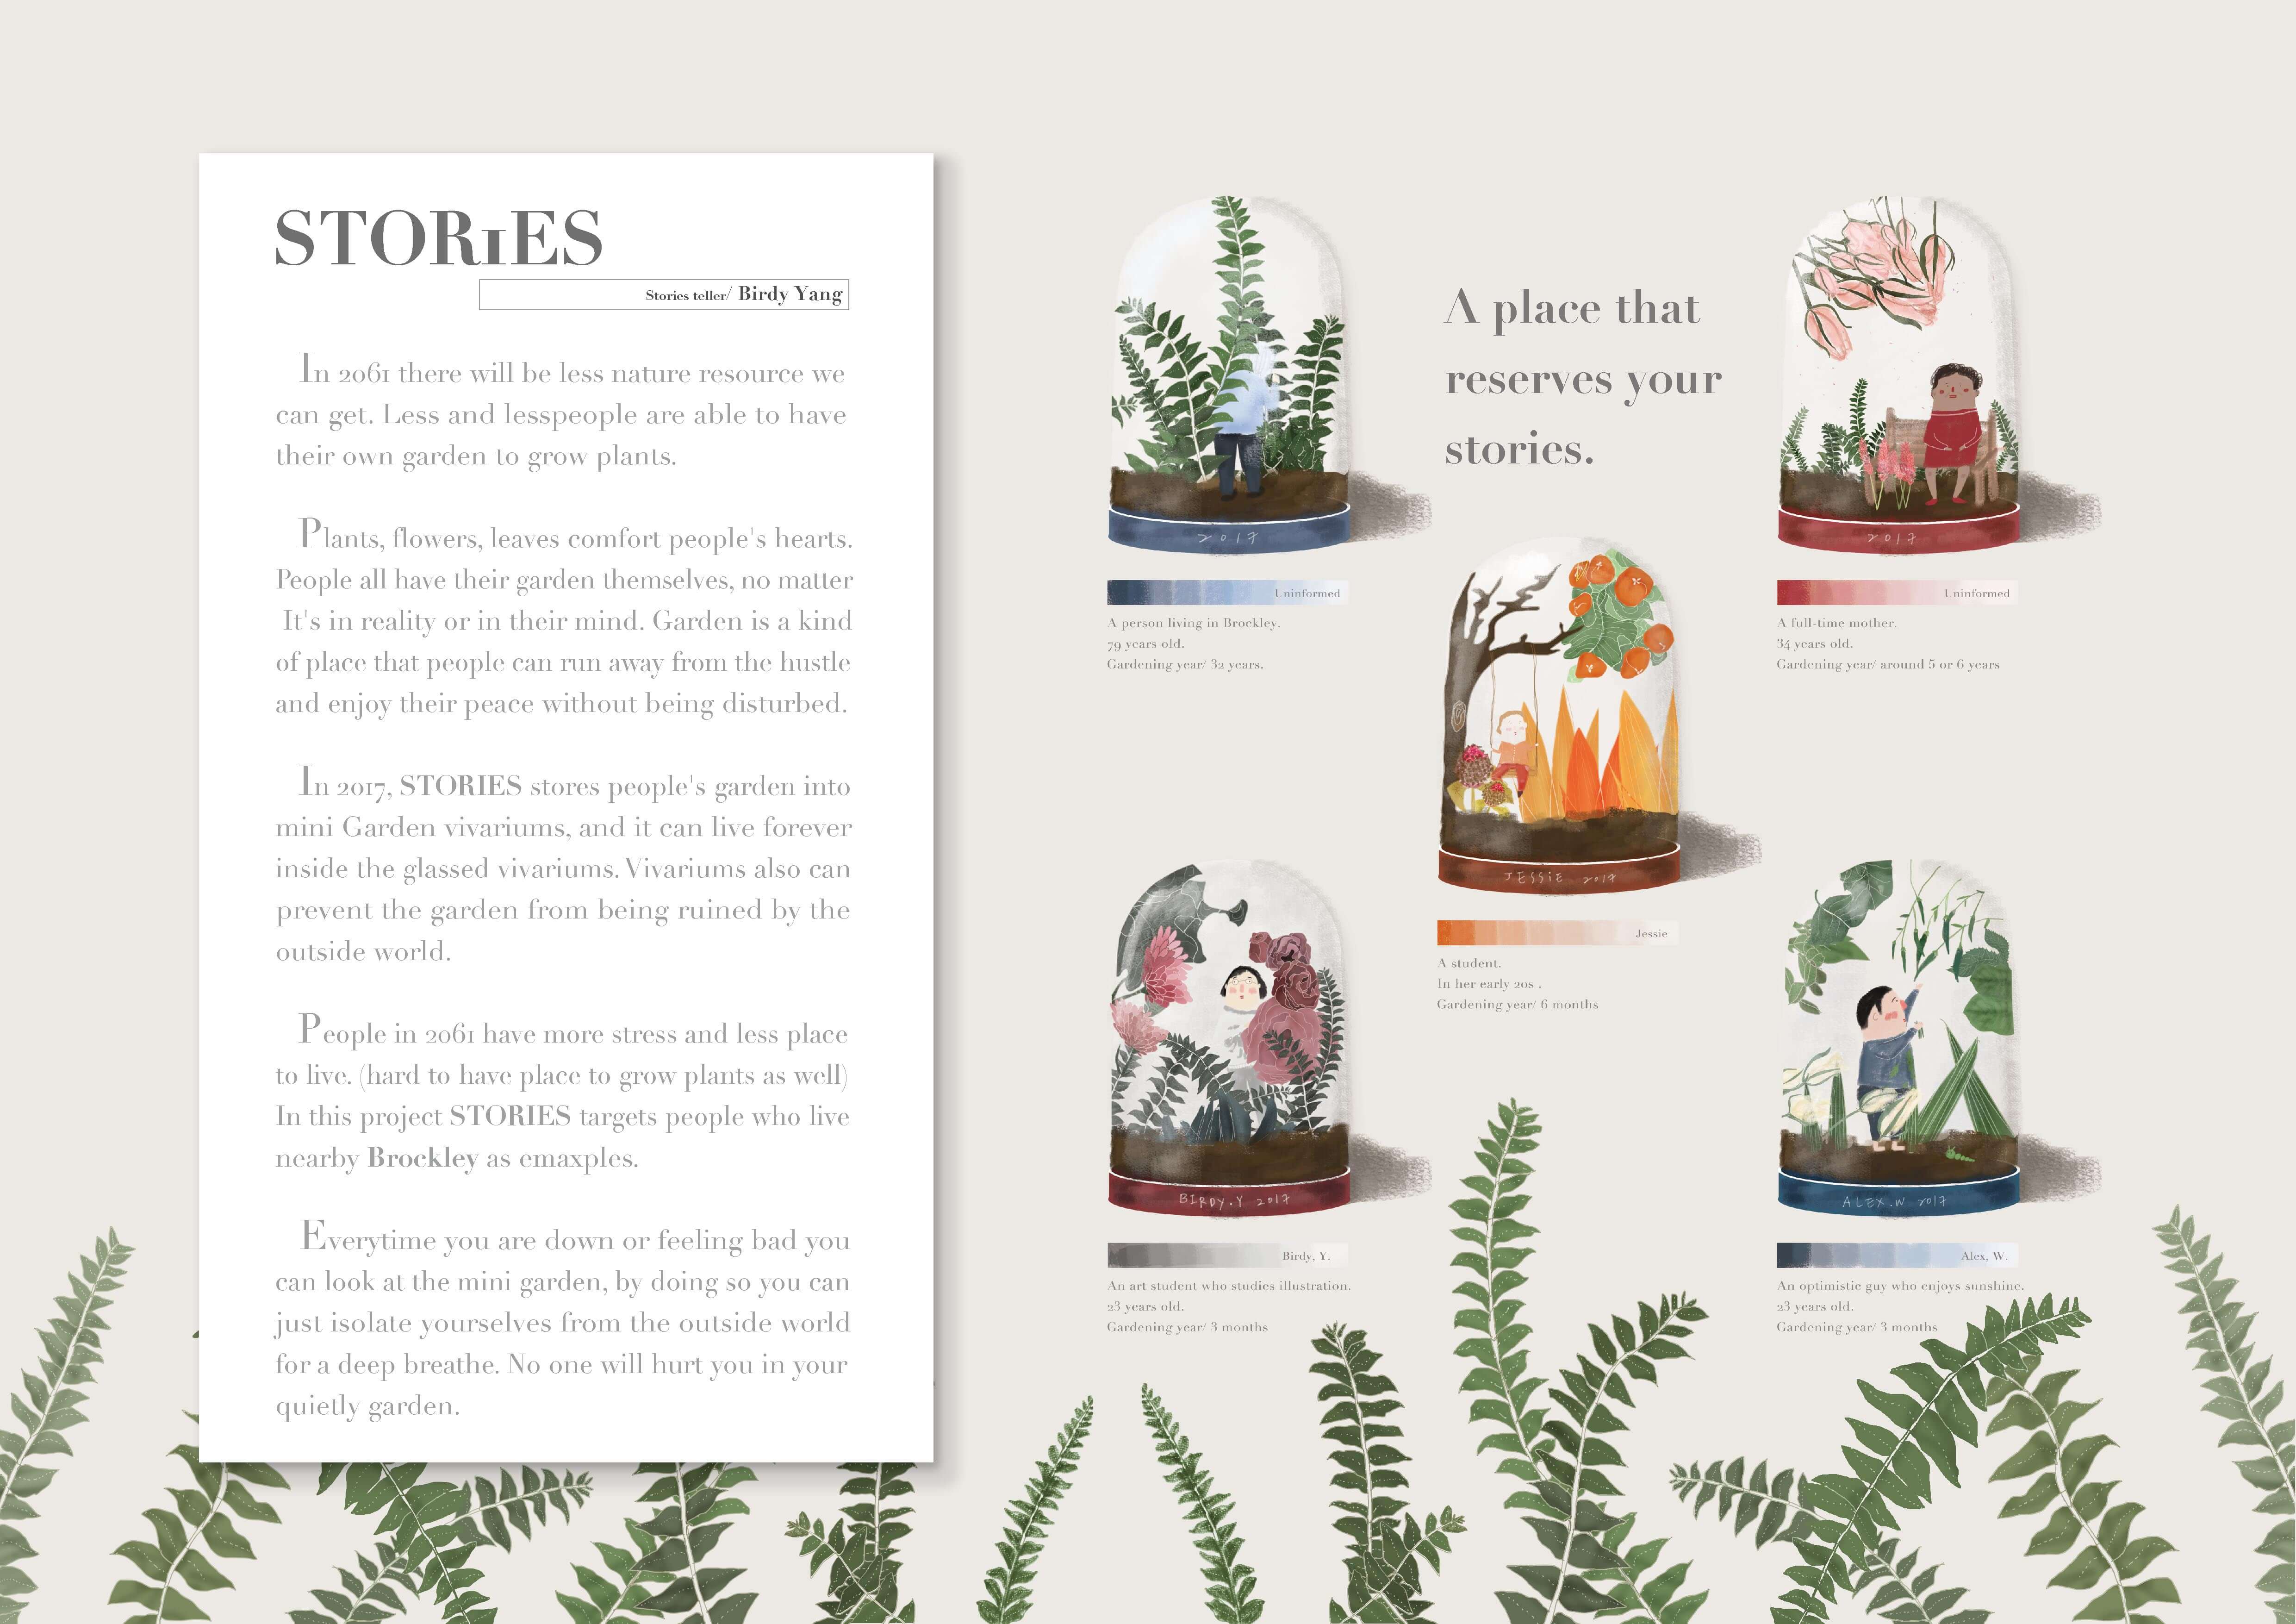 STORIES
Stories teller/ Birdy Yang
In 2061 there will be less nature resource we
can get. Less and lesspeople are able to have
their own garden to grow plants.
Plants, flowers, leaves comfort people's hearts.
People all have their garden themselves, no matter
It's in reality or in their mind. Garden is a kind
of place that people can run away from the hustle
and enjoy their peace without being disturbed.
In 2017, STORIES stores people's garden into
mini Garden vivariums, and it can live forever
inside the glassed vivariums. Vivariums also can
prevent the garden from being ruined by the
outside world.
People in 2061 have more stress and less place
to live. (hard to have place to grow plants as well)
In this project STORIES targets people who live
nearby Brockley as emaxples.
Everytime you are down or feeling bad you
can look at the mini garden, by doing so you can
just isolate yourselves from the outside world
for a deep breathe. No one will hurt you in your
quietly garden.
A place that
reserves your
stories.
2017
Uninformed
A person living in Brockley.
79 years old.
Gardening year/ 32 years.
2017
Uninformed
A full-time mother.
34 years old.
Gardening year/ around 5 or 6 years
JESSiE 2017
Jessie
A student.
In her early 20s .
Gardening year/ 6 months
BIRDY.Y 2017
Birdy, Y.
An art student who studies illustration.
23 years old.
Gardening year/ 3 months
ALEX.W 2017
Alex, W.
An optimistic guy who enjoys sunshine.
23 years old.
Gardening year/ 3 months